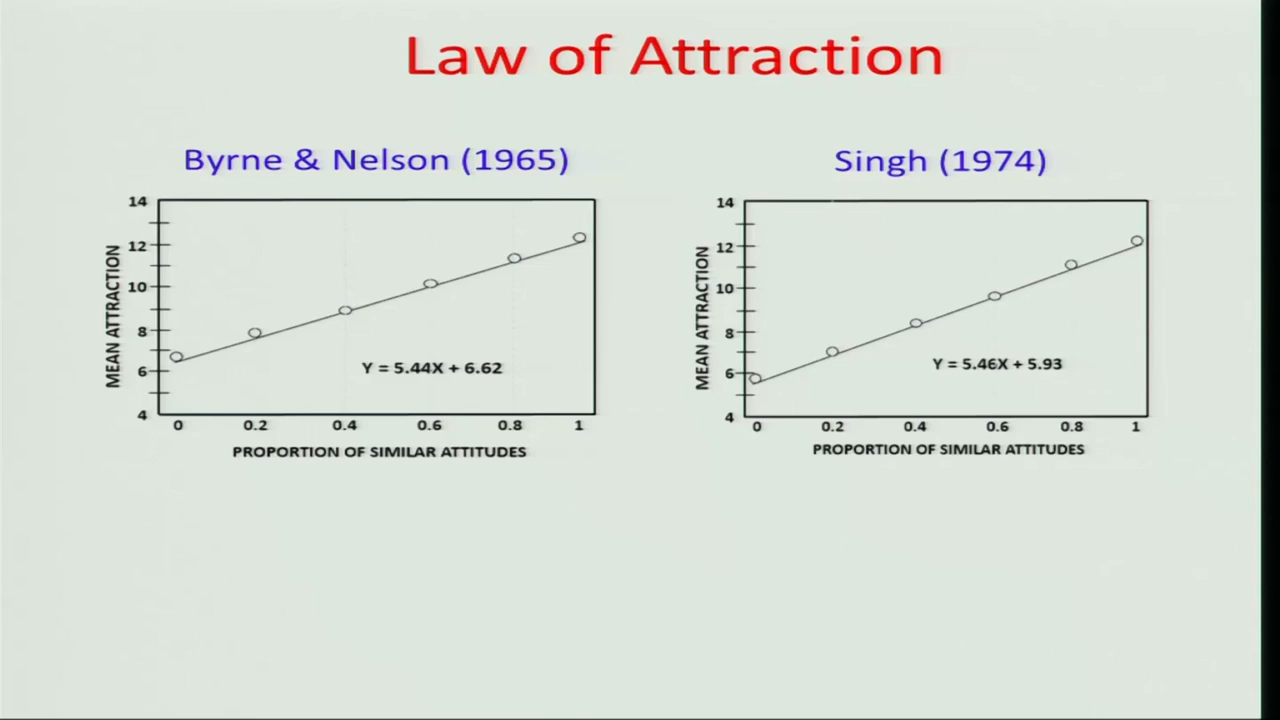 Law of Attraction
Byrne & Nelson (1965)
14
12
10
8
6
4
MEAN ATTRACTION
Y = 5.44X + 6.62
0 0.2 0.4 0.6 0.8 1
PROPORTION OF SIMILAR ATTITUDES
Singh (1974)
14
12
10
8
6
4
MEAN ATTRACTION
Y = 5.46X + 5.93
0 0.2 0.4 0.6 0.8 1
PROPORTION OF SIMILAR ATTITUDES